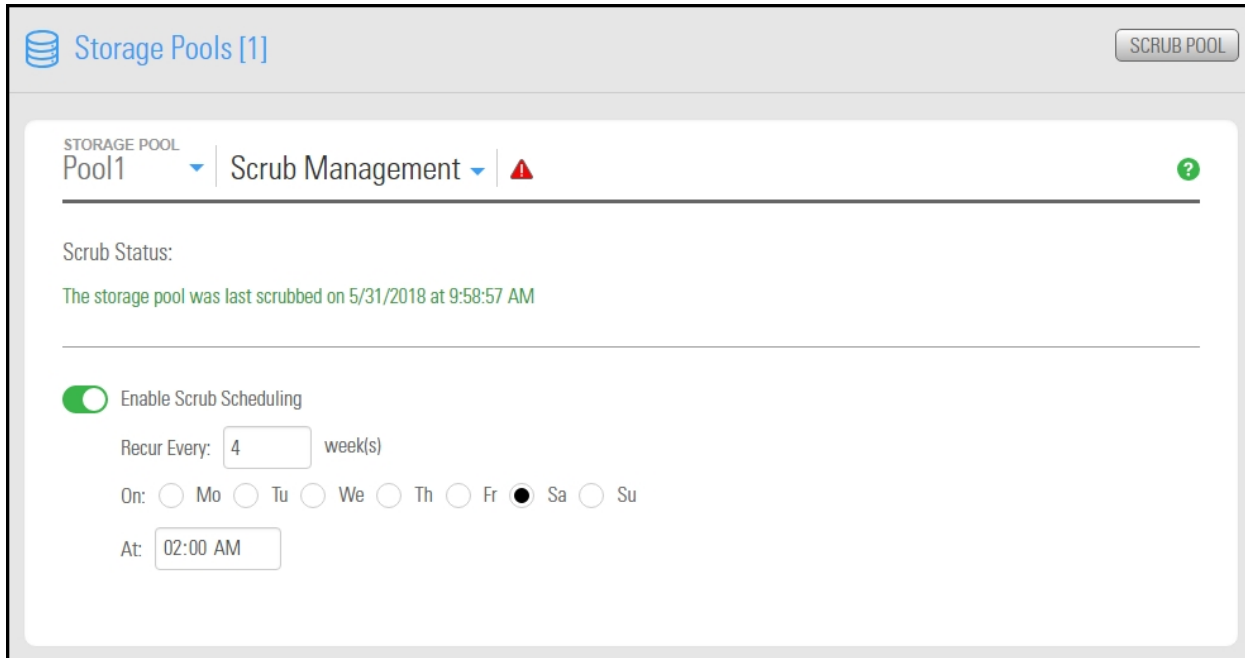 Storage Pools [1]
SCRUB POOL
STORAGE POOL
Pool1
Scrub Management
Scrub Status:
The storage pool was last scrubbed on 5/31/2018 at 9:58:57 AM
Enable Scrub Scheduling
Recur Every: 4 week(s)
On: Mo Tu We Th Fr Sa Su
At: 02:00 AM